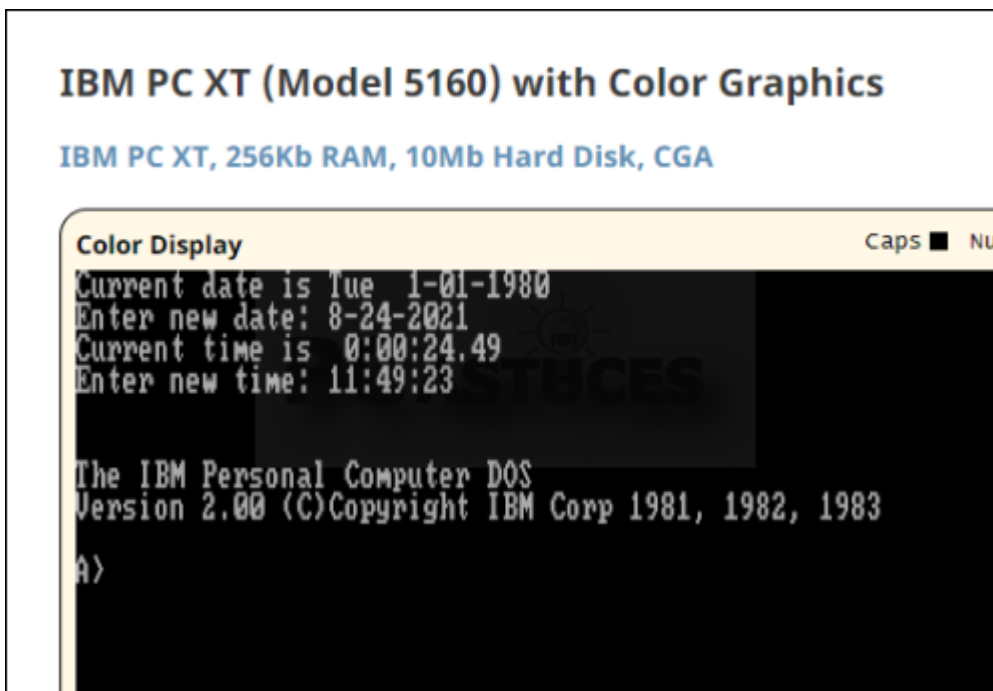 IBM PC XT (Model 5160) with Color Graphics
IBM PC XT, 256Kb RAM, 10Mb Hard Disk, CGA
Color Display Caps Nu
Current date is Tue  1-01-1980
Enter new date: 8-24-2021
Current time is  0:00:24.49
Enter new time: 11:49:23
ASTUCES
The IBM Personal Computer DOS
Version 2.00 (C)Copyright IBM Corp 1981, 1982, 1983
A>